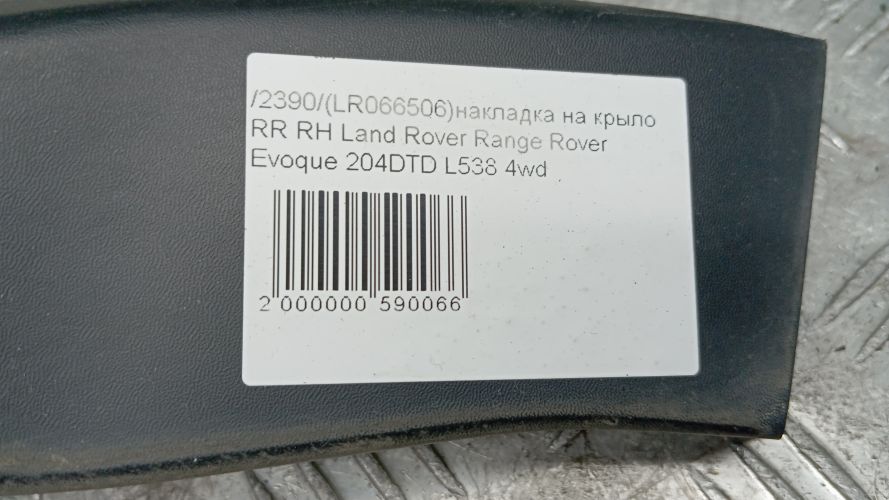 /2390/(LR066506)накладка на крыло
RR RH Land Rover Range Rover
Evoque 204DTD L538 4wd
2 000000 590066